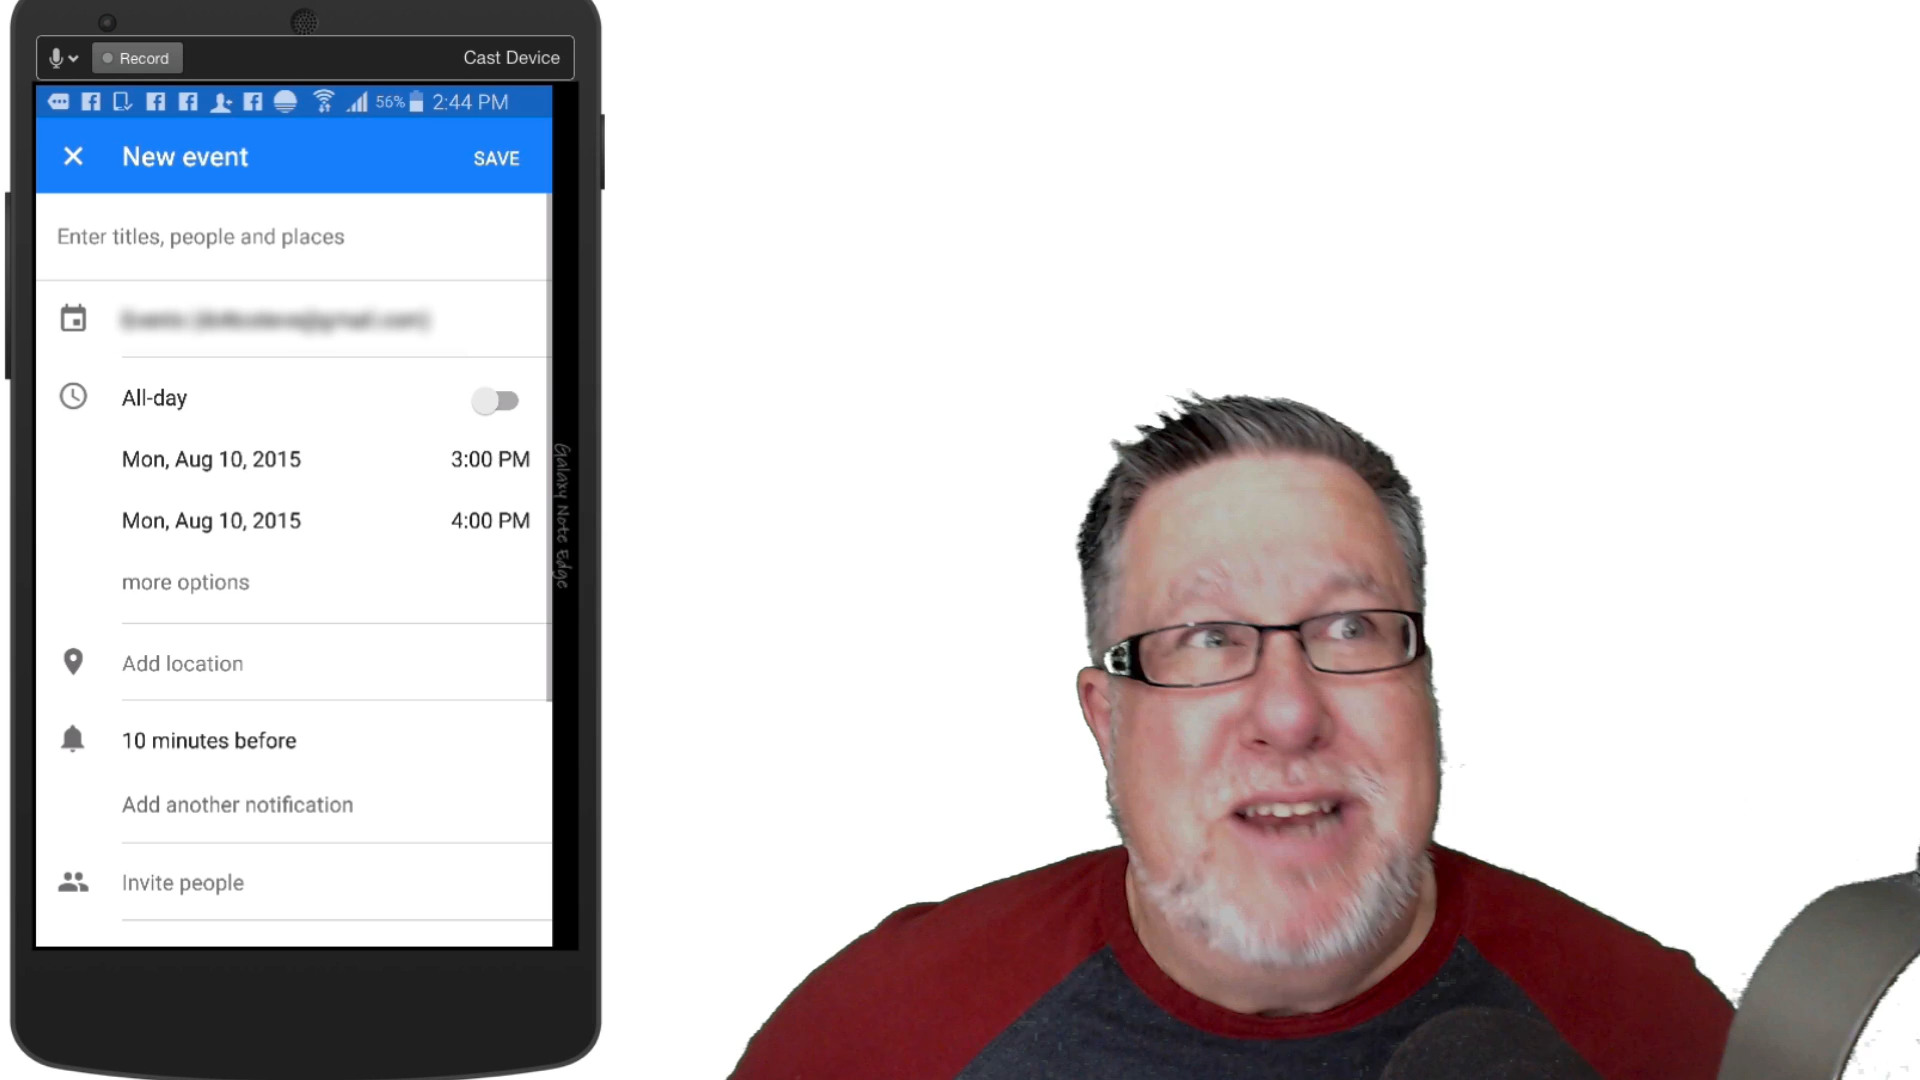 Record
Cast Device
56% 2:44 PM
New event
SAVE
Enter titles, people and places
All-day
Mon, Aug 10, 2015 3:00 PM
Mon, Aug 10, 2015 4:00 PM
more options
Add location
10 minutes before
Add another notification
Invite people
Galaxy Note Edge